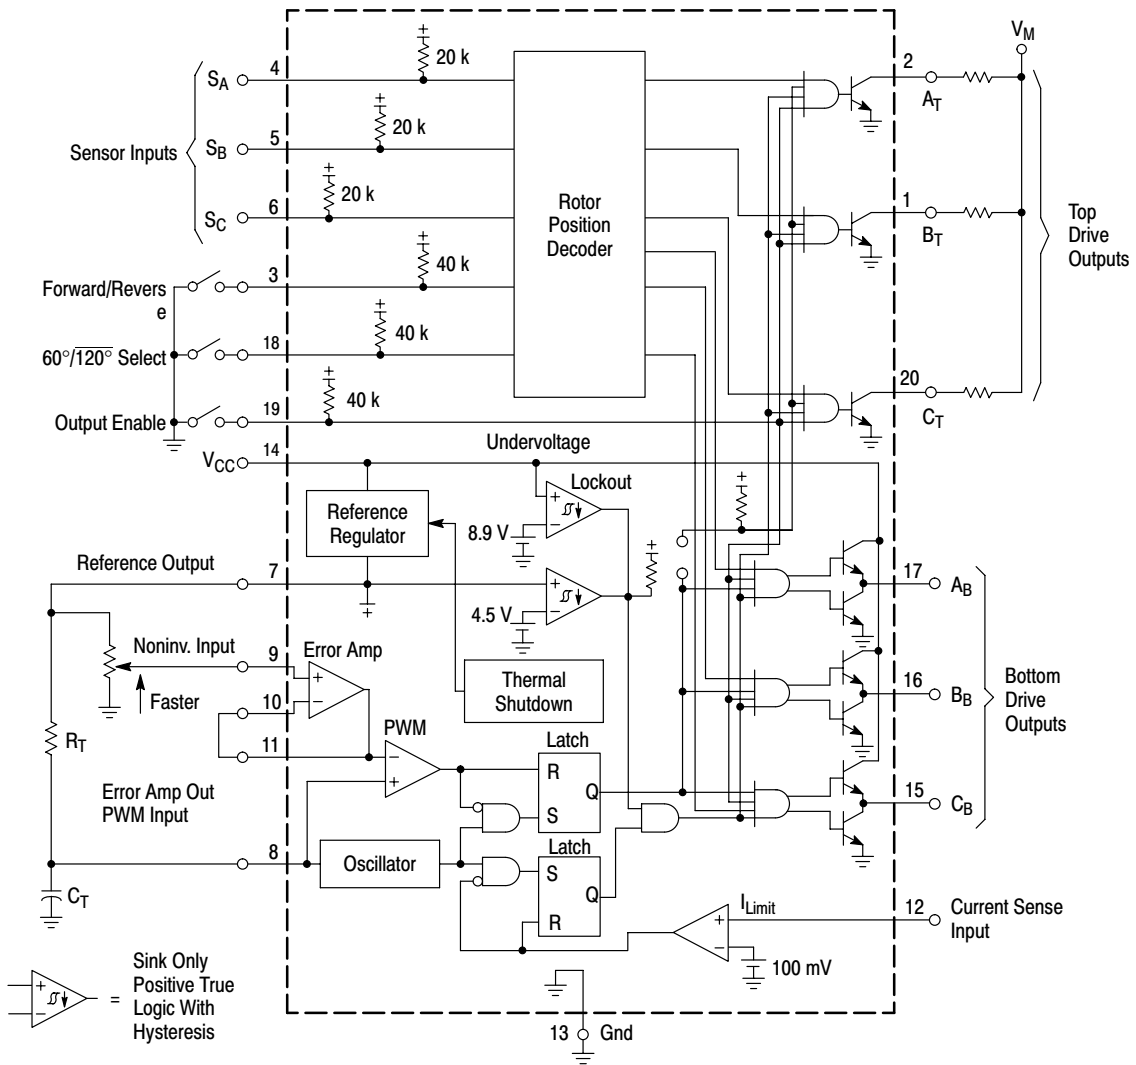 V_M
4
S_A
20 k
2
A_T
5
S_B
20 k
Sensor Inputs
6
S_C
20 k
Rotor
Position
Decoder
1
B_T
Top
Drive
Outputs
3
Forward/Revers
e
40 k
18
60°/1̅2̅0̅°̅ Select
40 k
20
C_T
19
Output Enable
40 k
14
V_CC
Undervoltage
Lockout
+
−
8.9 V
Reference
Regulator
Reference Output
7
+
−
4.5 V
17
A_B
Noninv. Input
9
Error Amp
+
−
Faster
10
11
Thermal
Shutdown
16
B_B
Bottom
Drive
Outputs
R_T
PWM
−
+
Latch
R
Q
S
15
C_B
Error Amp Out
PWM Input
8
Oscillator
Latch
S
Q
R
C_T
I_Limit
+
−
100 mV
12
Current Sense
Input
+
−
=
Sink Only
Positive True
Logic With
Hysteresis
13
Gnd